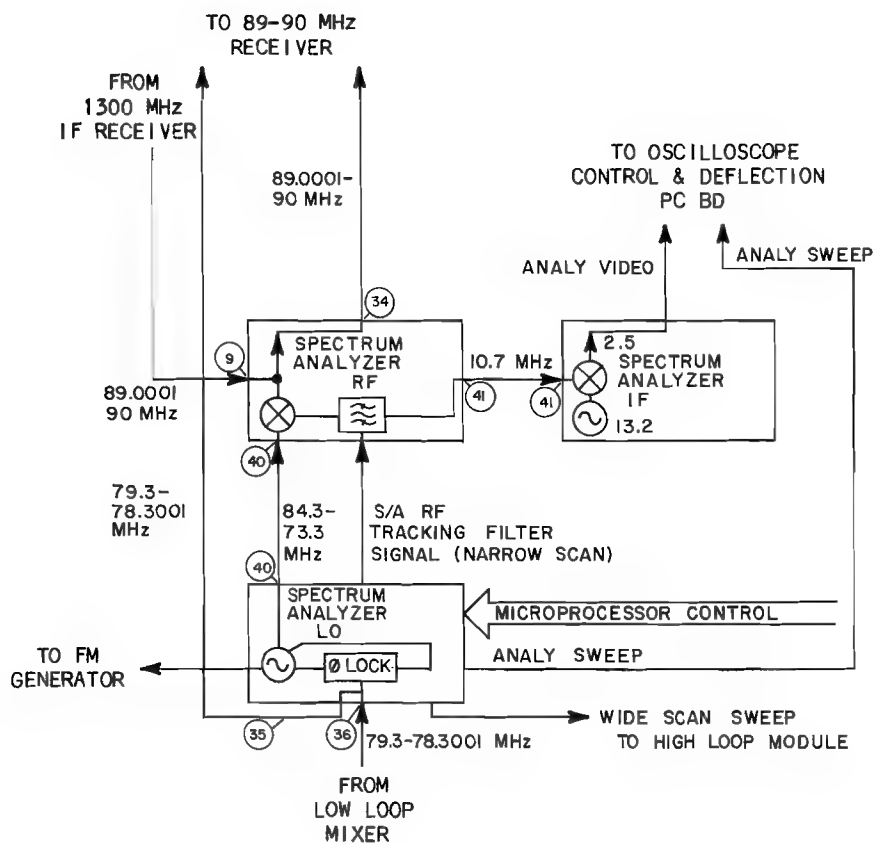 TO 89-90 MHz
RECEIVER
FROM
1300 MHz
IF RECEIVER
89.0001-
90 MHz
TO OSCILLOSCOPE
CONTROL & DEFLECTION
PC BD
ANALY VIDEO
ANALY SWEEP
34
9
SPECTRUM
ANALYZER
RF
10.7 MHz
41
41
2.5
SPECTRUM
ANALYZER
IF
13.2
89.0001
90 MHz
40
79.3-
78.3001
MHz
84.3-
73.3
MHz
S/A RF
TRACKING FILTER
SIGNAL (NARROW SCAN)
40
SPECTRUM
ANALYZER
LO
Ø LOCK
MICROPROCESSOR CONTROL
ANALY SWEEP
TO FM
GENERATOR
35
36
79.3-78.3001 MHz
WIDE SCAN SWEEP
TO HIGH LOOP MODULE
FROM
LOW LOOP
MIXER